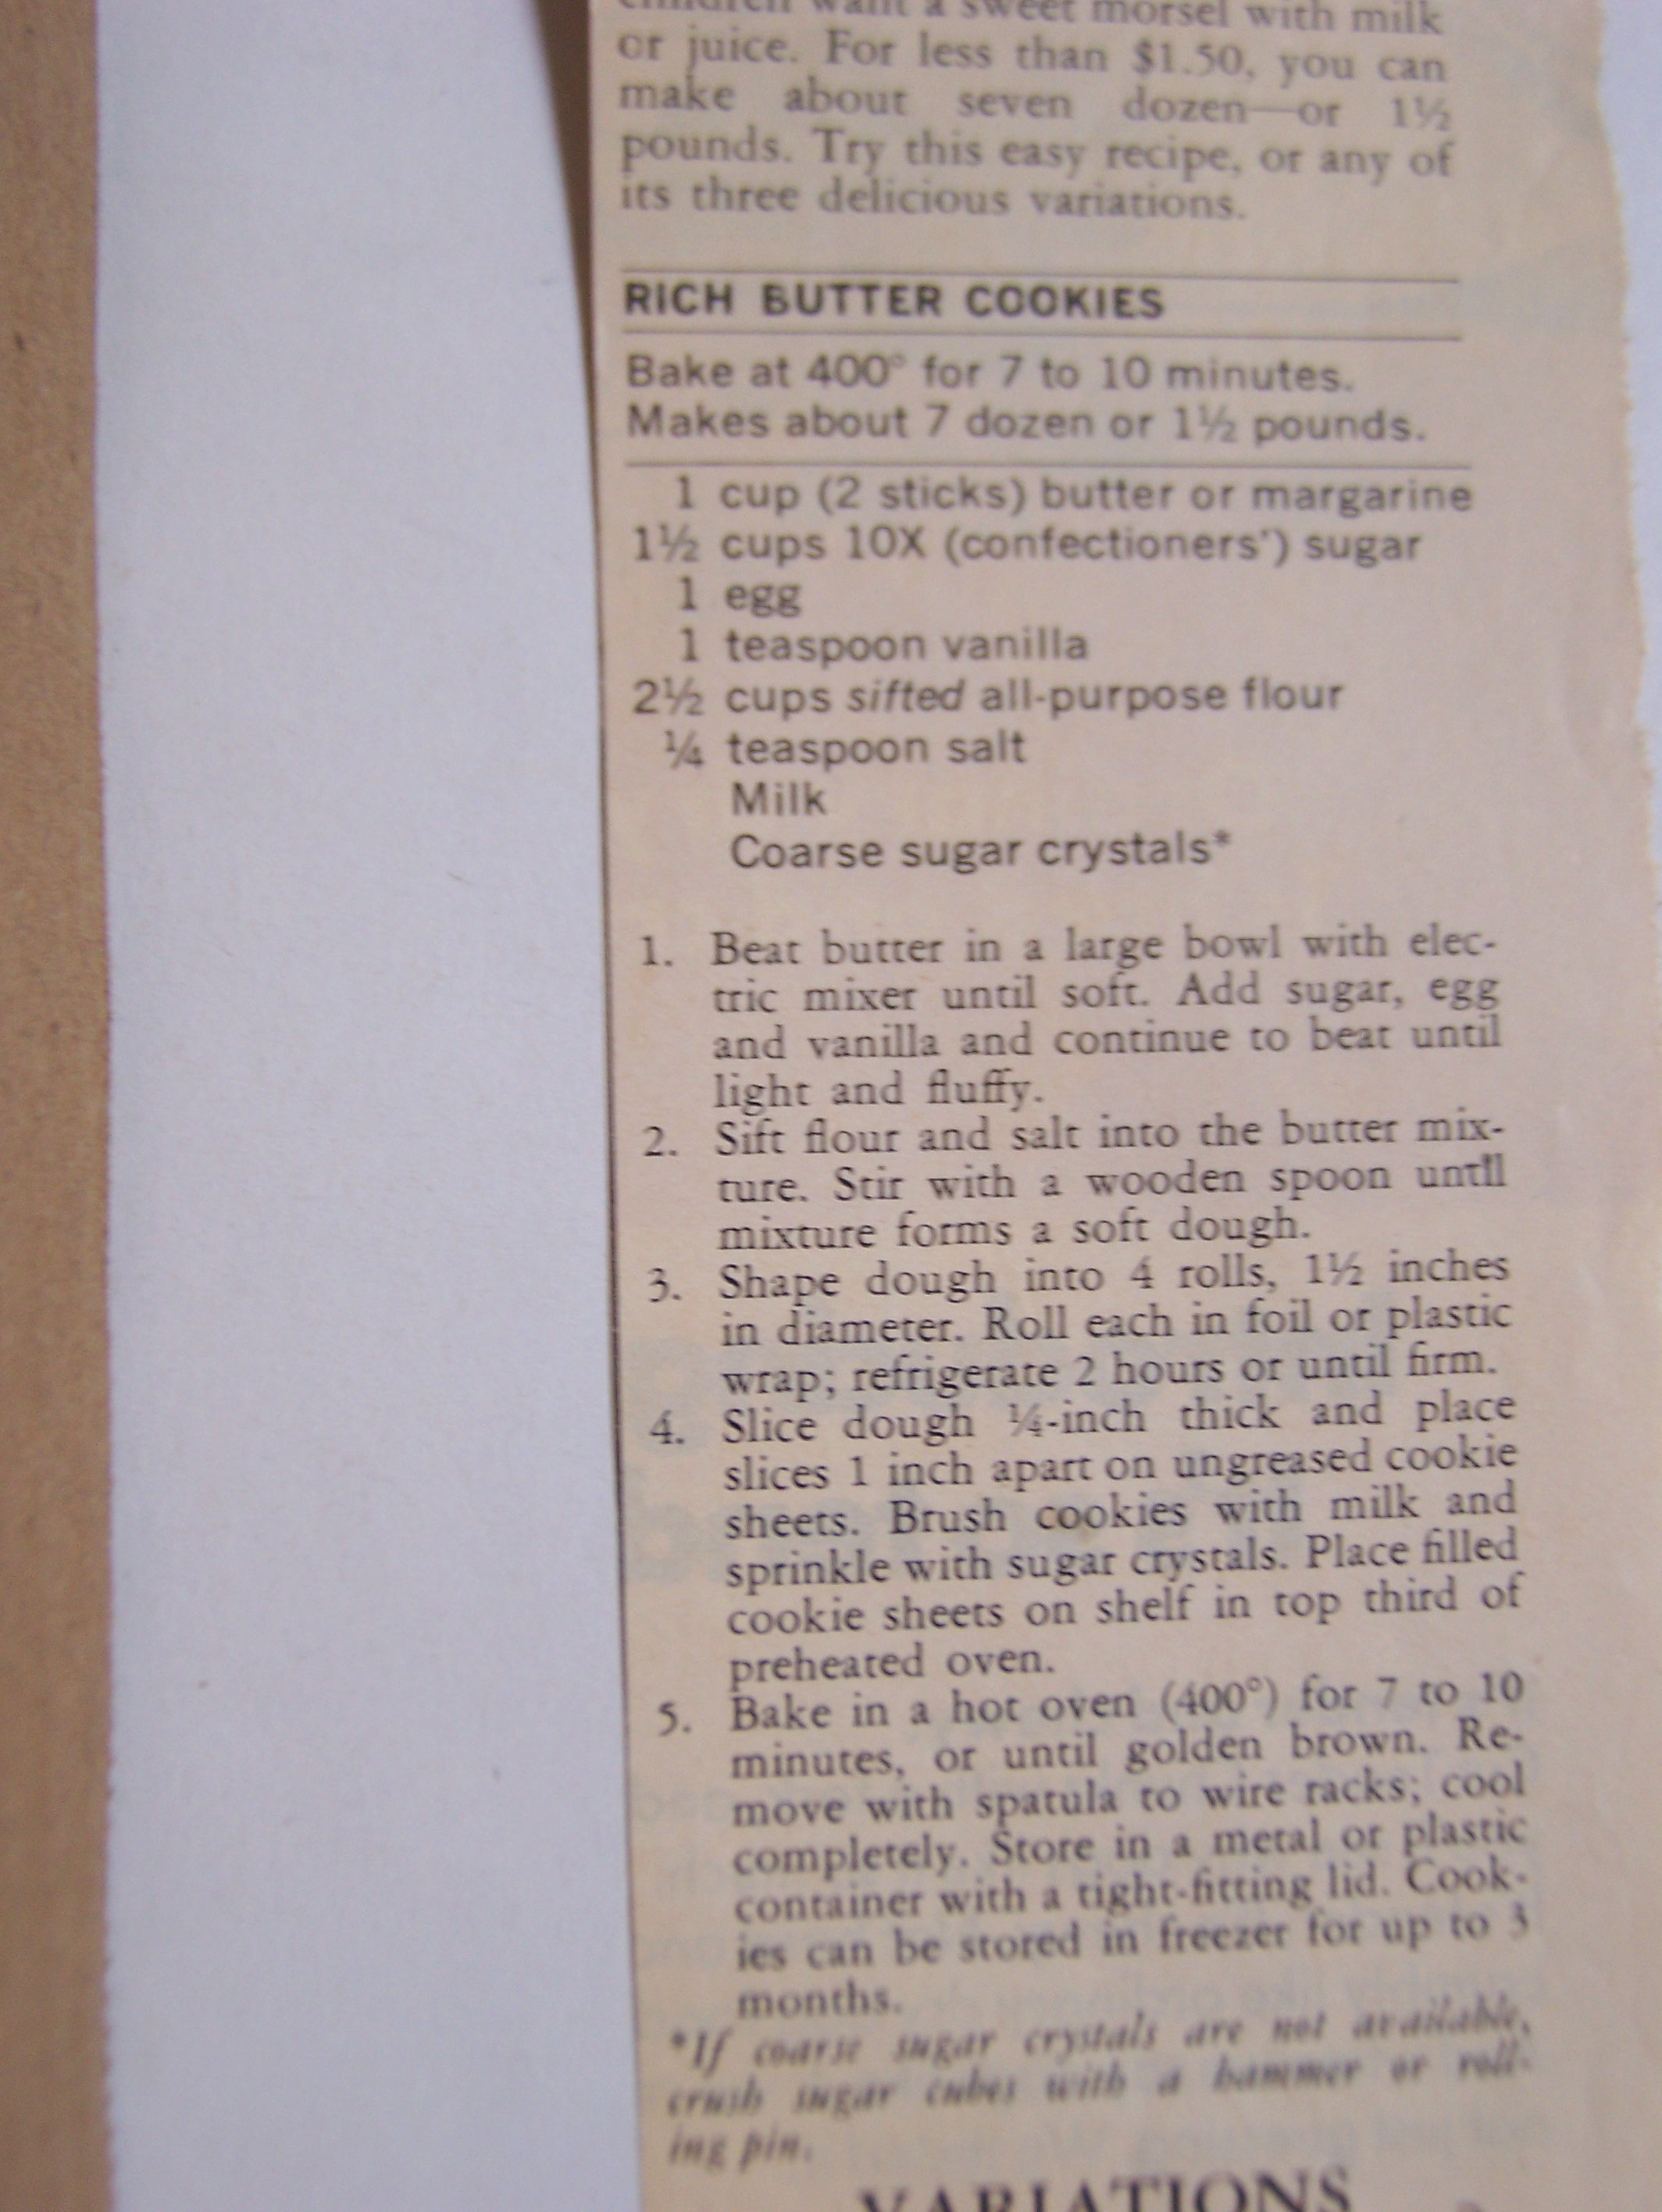 children want a sweet morsel with milk
or juice. For less than $1.50, you can
make about seven dozen—or 1½
pounds. Try this easy recipe, or any of
its three delicious variations.
RICH BUTTER COOKIES
Bake at 400° for 7 to 10 minutes.
Makes about 7 dozen or 1½ pounds.
1 cup (2 sticks) butter or margarine
1½ cups 10X (confectioners') sugar
1 egg
1 teaspoon vanilla
2½ cups sifted all-purpose flour
¼ teaspoon salt
Milk
Coarse sugar crystals*
1. Beat butter in a large bowl with elec-
tric mixer until soft. Add sugar, egg
and vanilla and continue to beat until
light and fluffy.
2. Sift flour and salt into the butter mix-
ture. Stir with a wooden spoon until
mixture forms a soft dough.
3. Shape dough into 4 rolls, 1½ inches
in diameter. Roll each in foil or plastic
wrap; refrigerate 2 hours or until firm.
4. Slice dough ¼-inch thick and place
slices 1 inch apart on ungreased cookie
sheets. Brush cookies with milk and
sprinkle with sugar crystals. Place filled
cookie sheets on shelf in top third of
preheated oven.
5. Bake in a hot oven (400°) for 7 to 10
minutes, or until golden brown. Re-
move with spatula to wire racks; cool
completely. Store in a metal or plastic
container with a tight-fitting lid. Cook-
ies can be stored in freezer for up to 3
months.
*If coarse sugar crystals are not available,
crush sugar cubes with a hammer or roll-
ing pin.
VARIATIONS